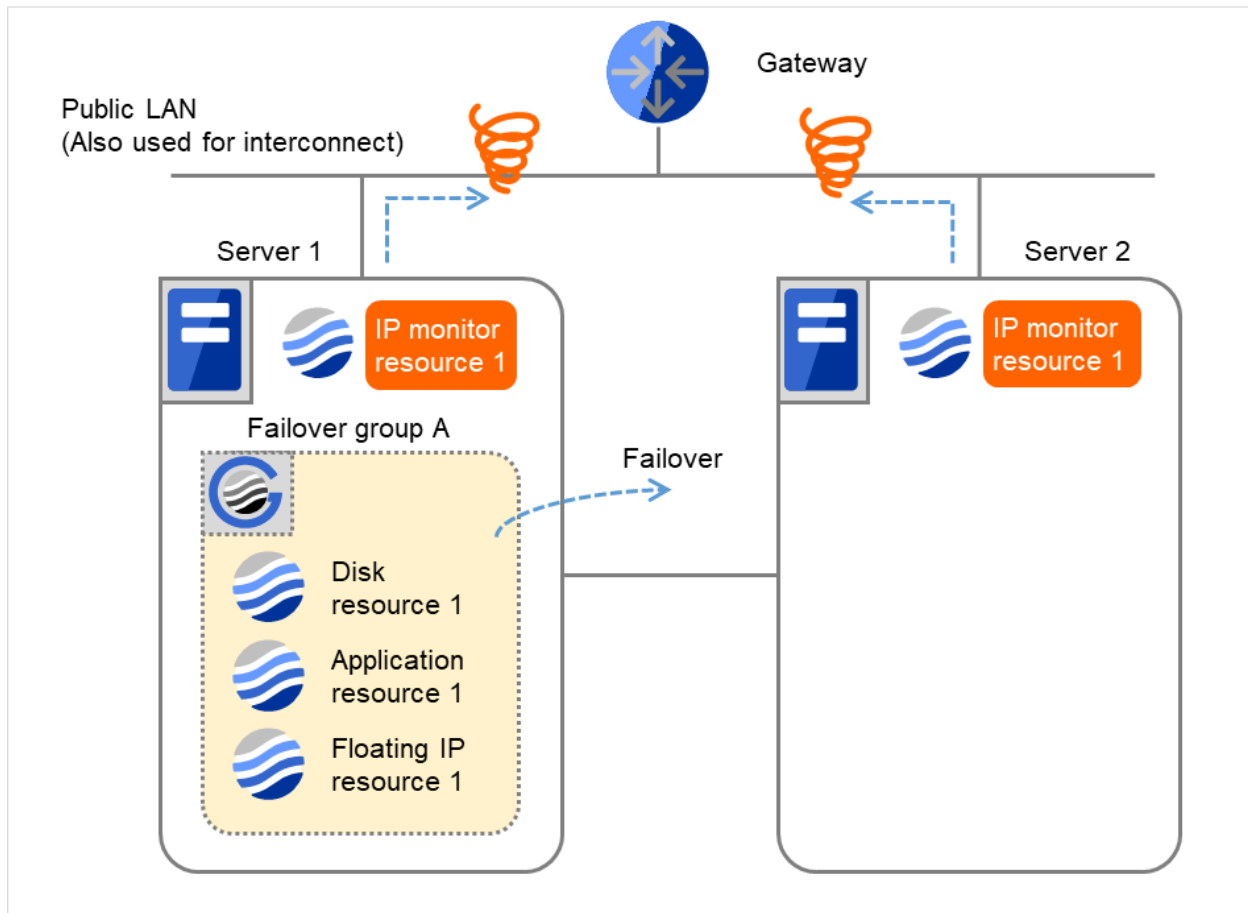 Gateway
Public LAN
(Also used for interconnect)
Server 1
Server 2
IP monitor
resource 1
IP monitor
resource 1
Failover group A
Failover
Disk
resource 1
Application
resource 1
Floating IP
resource 1